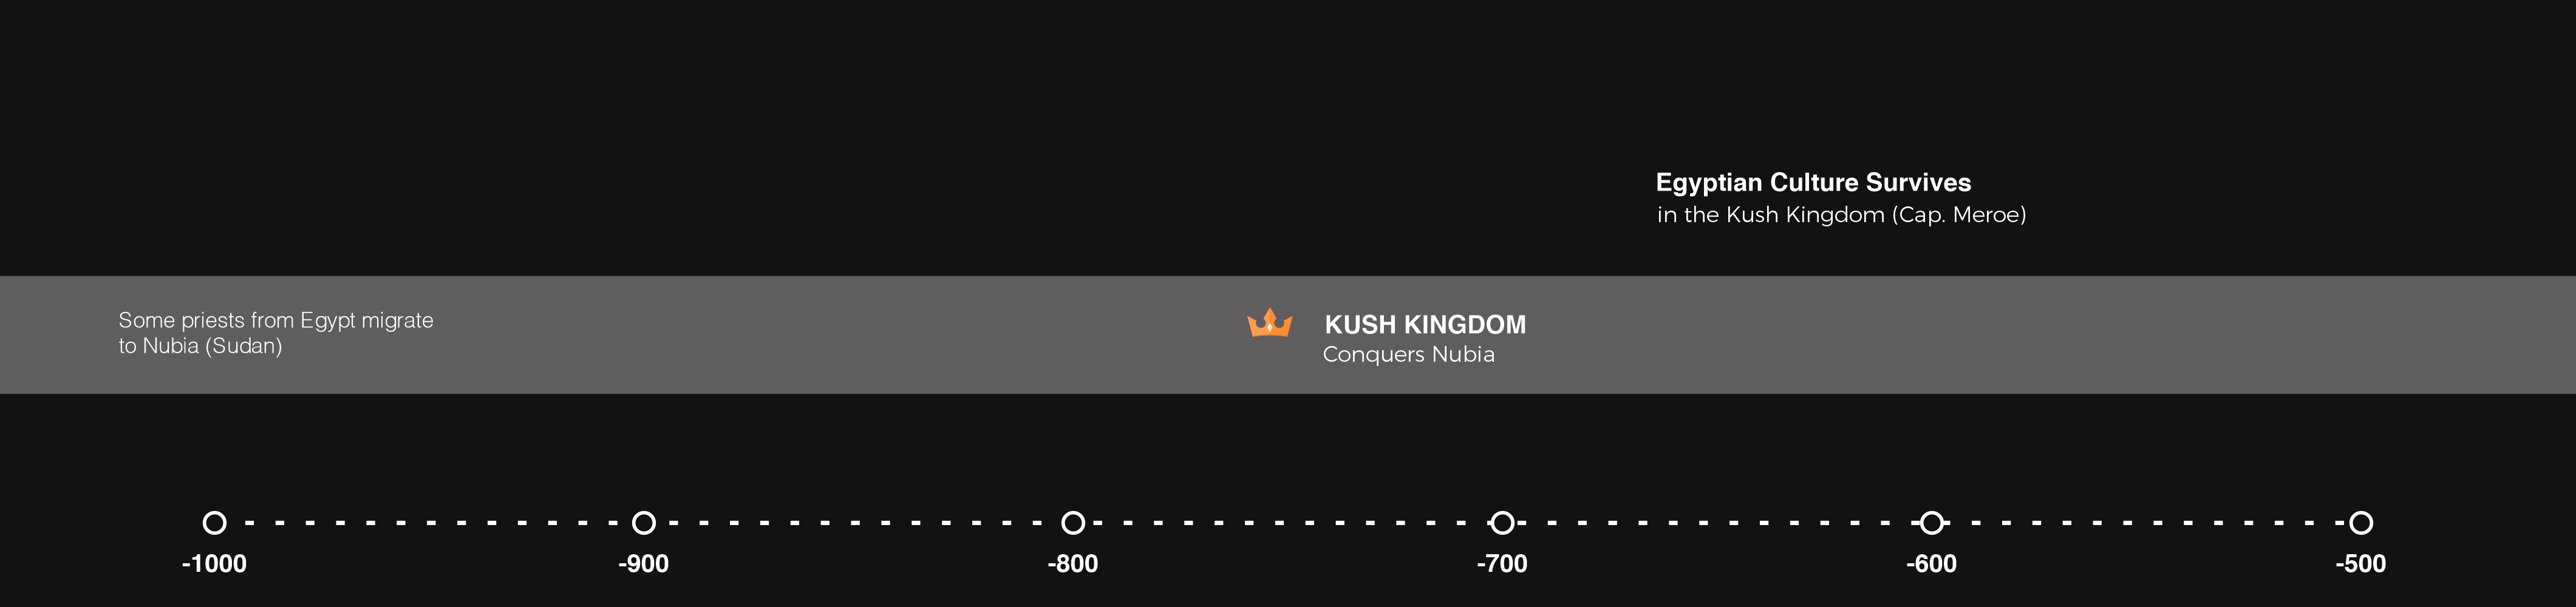 Egyptian Culture Survives
in the Kush Kingdom (Cap. Meroe)
Some priests from Egypt migrate
to Nubia (Sudan)
KUSH KINGDOM
Conquers Nubia
-1000
-900
-800
-700
-600
-500